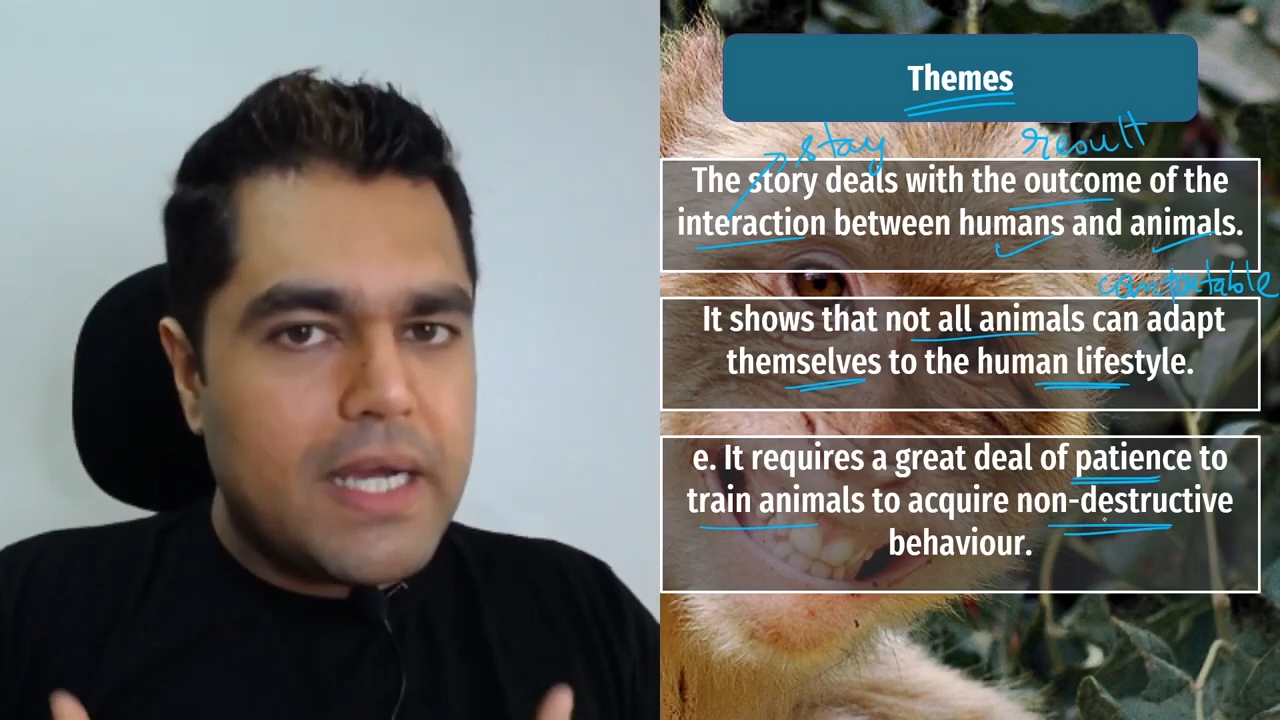 Themes
stay result
The story deals with the outcome of the
interaction between humans and animals.
comfortable
It shows that not all animals can adapt
themselves to the human lifestyle.
e. It requires a great deal of patience to
train animals to acquire non-destructive
behaviour.